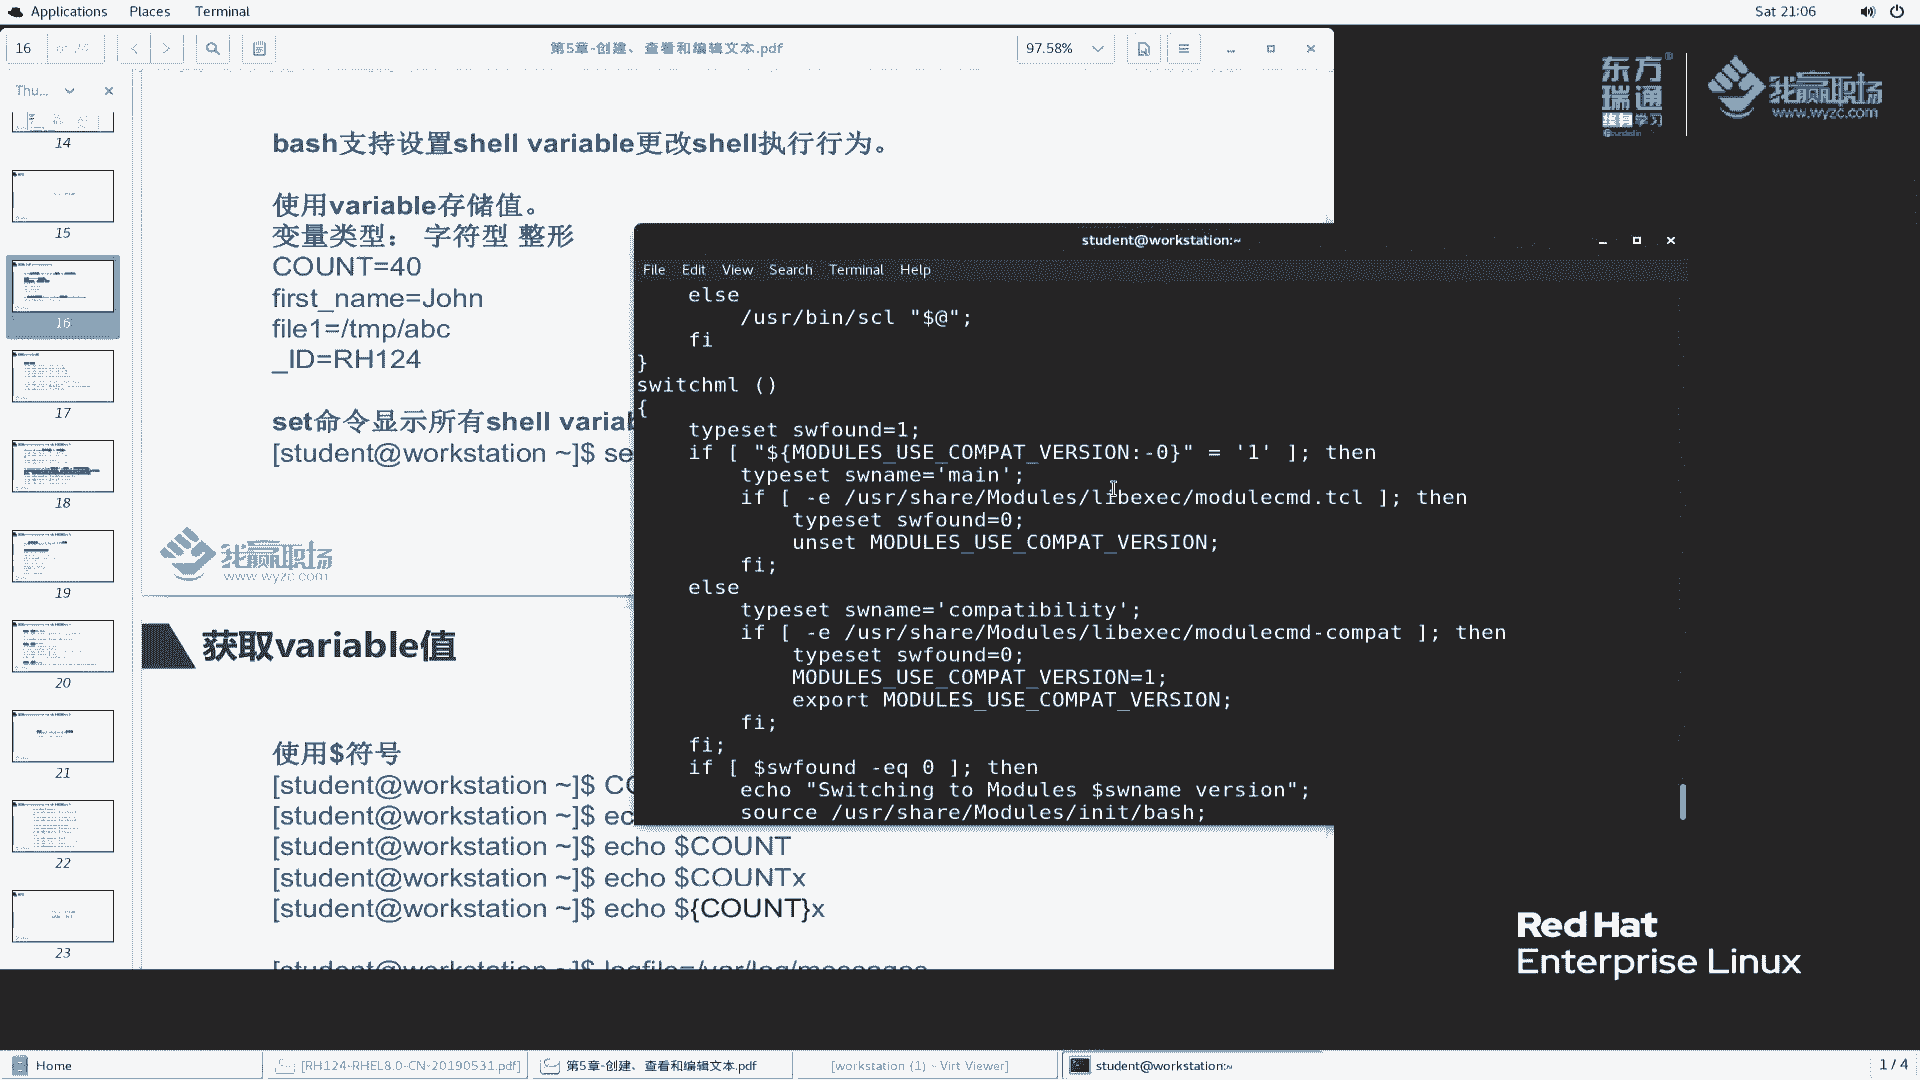 Applications Places Terminal Sat 21:06
16 第5章-创建、查看和编辑文本.pdf 97.58%
Thu...
14
15
16
17
18
19
20
21
22
23
bash支持设置shell variable更改shell执行行为。
使用variable存储值。
变量类型： 字符型 整形
COUNT=40
first_name=John
file1=/tmp/abc
_ID=RH124
set命令显示所有shell
[student@workstation ~]$
我赢职场
www.wyzc.com
获取variable值
使用$符号
[student@workstation ~]$
[student@workstation ~]$
[student@workstation ~]$ echo $COUNT
[student@workstation ~]$ echo $COUNTx
[student@workstation ~]$ echo ${COUNT}x
[student@workstation ~]$ logfile=/var/log/messages
student@workstation:~
File Edit View Search Terminal Help
else
/usr/bin/scl "$@";
fi
}
switchml ()
{
typeset swfound=1;
if [ "${MODULES_USE_COMPAT_VERSION:-0}" = '1' ]; then
typeset swname='main';
if [ -e /usr/share/Modules/libexec/modulecmd.tcl ]; then
typeset swfound=0;
unset MODULES_USE_COMPAT_VERSION;
fi;
else
typeset swname='compatibility';
if [ -e /usr/share/Modules/libexec/modulecmd-compat ]; then
typeset swfound=0;
MODULES_USE_COMPAT_VERSION=1;
export MODULES_USE_COMPAT_VERSION;
fi;
fi;
if [ $swfound -eq 0 ]; then
echo "Switching to Modules $swname version";
source /usr/share/Modules/init/bash;
东方
瑞通
终身学习
我赢职场
www.wyzc.com
Red Hat
Enterprise Linux
Home [RH124-RHEL8.0-CN-20190531.pdf] 第5章-创建、查看和编辑文本.pdf [workstation (1) - Virt Viewer] student@workstation:~ 1 / 4